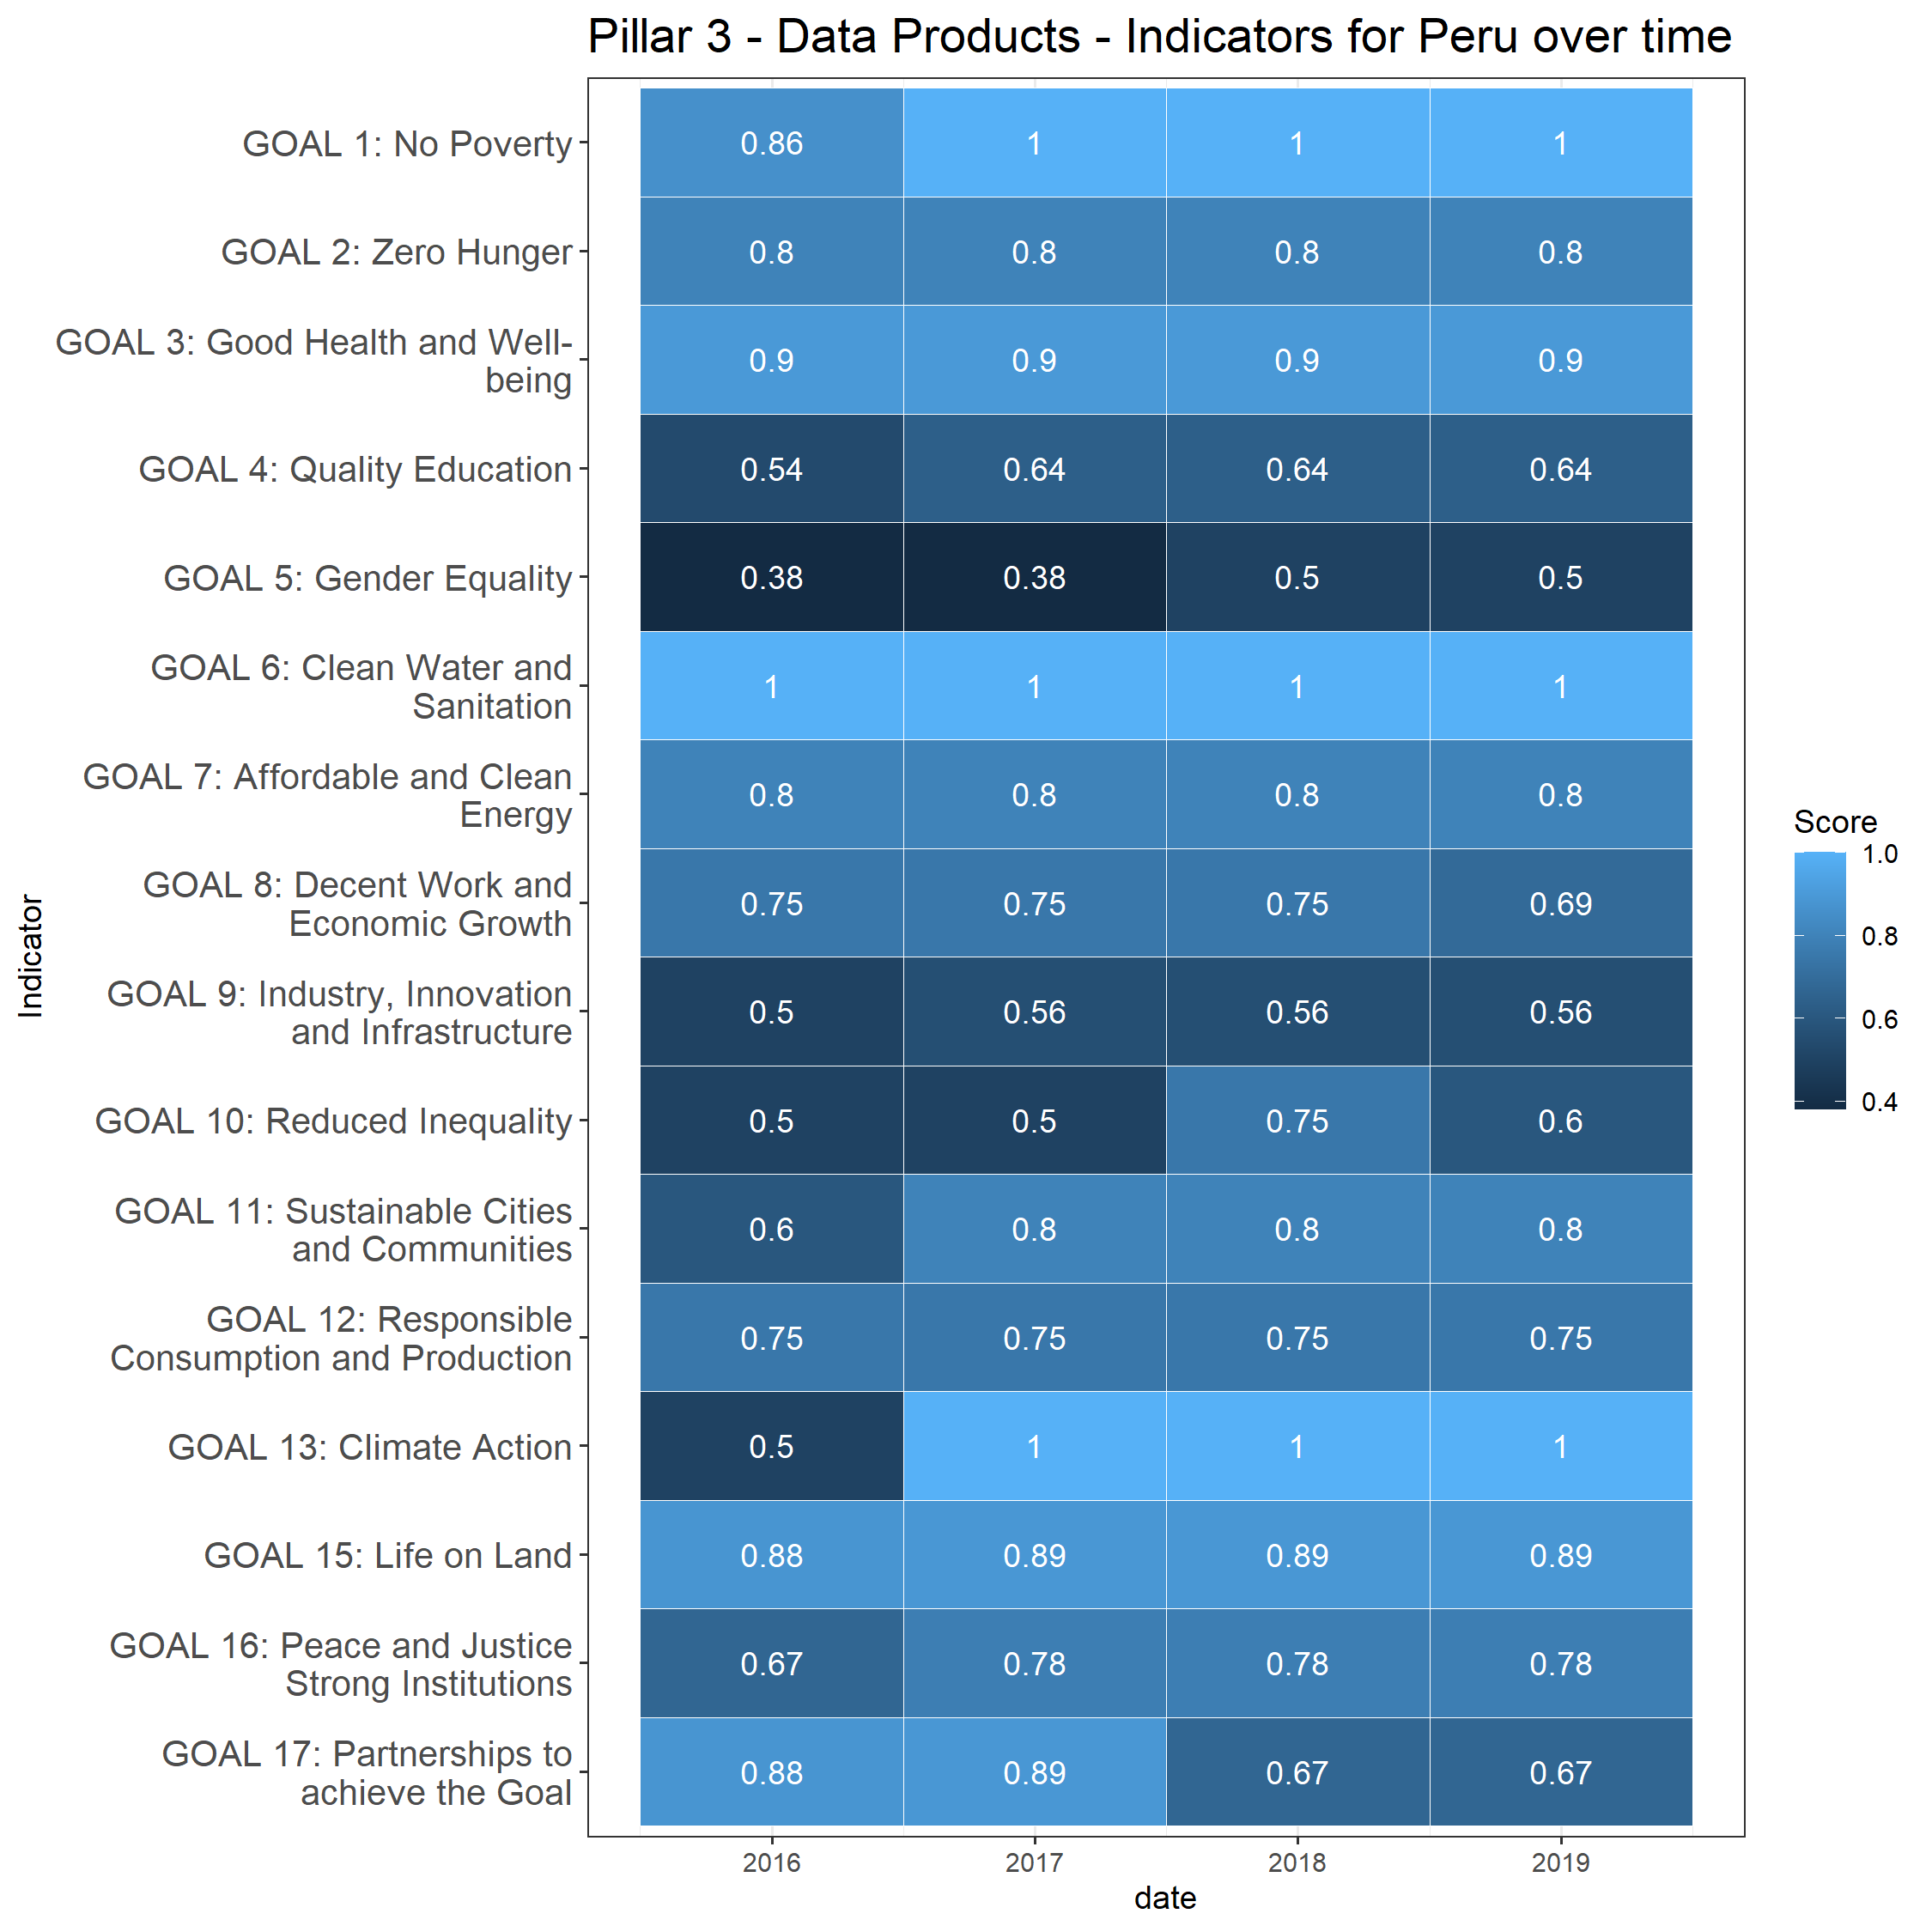 Pillar 3 - Data Products - Indicators for Peru over time
GOAL 1: No Poverty
0.86
1
1
1
GOAL 2: Zero Hunger
0.8
0.8
0.8
0.8
GOAL 3: Good Health and Well-
being
0.9
0.9
0.9
0.9
GOAL 4: Quality Education
0.54
0.64
0.64
0.64
GOAL 5: Gender Equality
0.38
0.38
0.5
0.5
GOAL 6: Clean Water and
Sanitation
1
1
1
1
GOAL 7: Affordable and Clean
Energy
0.8
0.8
0.8
0.8
GOAL 8: Decent Work and
Economic Growth
0.75
0.75
0.75
0.69
GOAL 9: Industry, Innovation
and Infrastructure
0.5
0.56
0.56
0.56
GOAL 10: Reduced Inequality
0.5
0.5
0.75
0.6
GOAL 11: Sustainable Cities
and Communities
0.6
0.8
0.8
0.8
GOAL 12: Responsible
Consumption and Production
0.75
0.75
0.75
0.75
GOAL 13: Climate Action
0.5
1
1
1
GOAL 15: Life on Land
0.88
0.89
0.89
0.89
GOAL 16: Peace and Justice
Strong Institutions
0.67
0.78
0.78
0.78
GOAL 17: Partnerships to
achieve the Goal
0.88
0.89
0.67
0.67
2016
2017
2018
2019
date
Indicator
Score
1.0
0.8
0.6
0.4